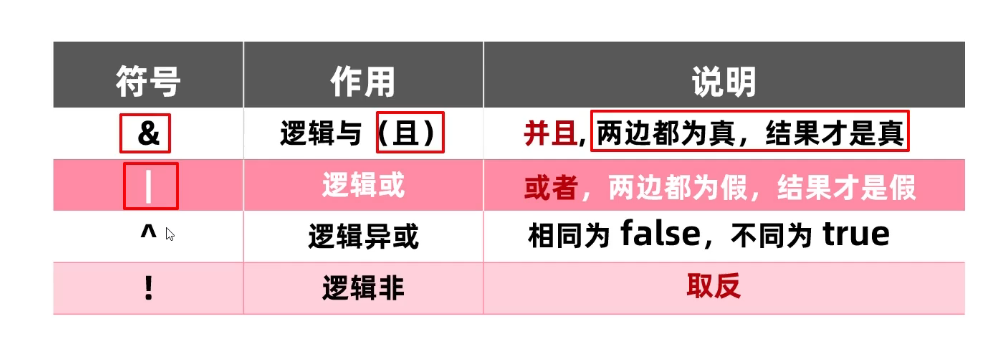 符号 作用 说明
& 逻辑与（且） 并且, 两边都为真，结果才是真
| 逻辑或 或者，两边都为假，结果才是假
^ 逻辑异或 相同为 false，不同为 true
! 逻辑非 取反